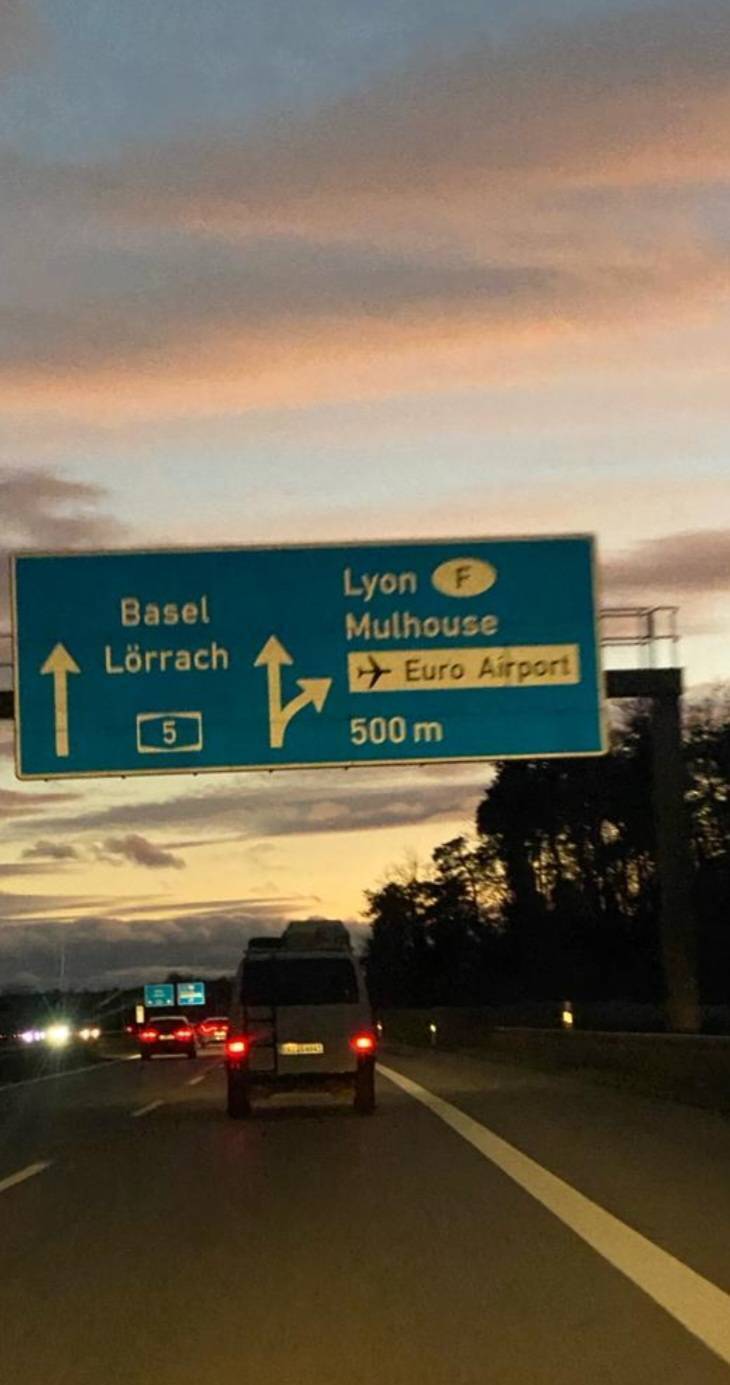 Basel
Lörrach
5
Lyon F
Mulhouse
Euro Airport
500 m